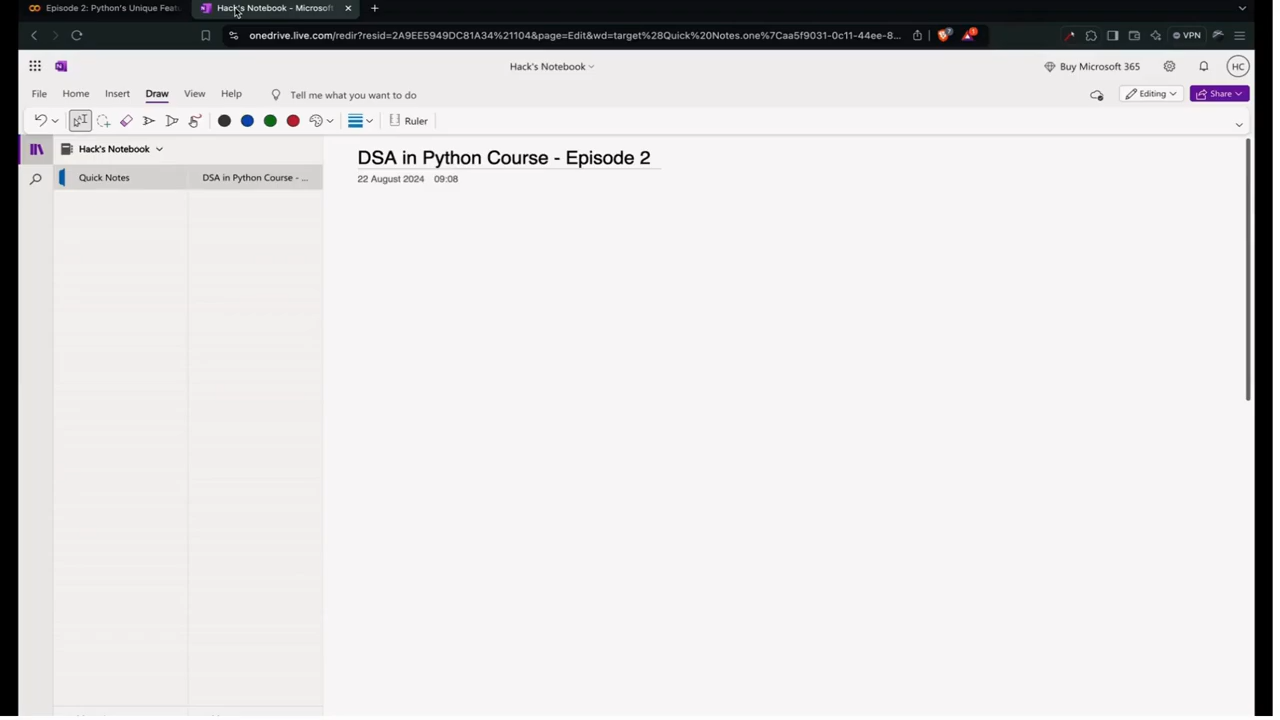 Episode 2: Python's Unique Feat
Hack's Notebook - Microsoft
onedrive.live.com/redir?resid=2A9EE5949DC81A34%21104&page=Edit&wd=target%28Quick%20Notes.one%7Caa5f9031-0c11-44ee-8...
VPN
Hack's Notebook
Buy Microsoft 365
HC
File
Home
Insert
Draw
View
Help
Tell me what you want to do
Editing
Share
Ruler
Hack's Notebook
Quick Notes
DSA in Python Course - ...
DSA in Python Course - Episode 2
22 August 2024 09:08